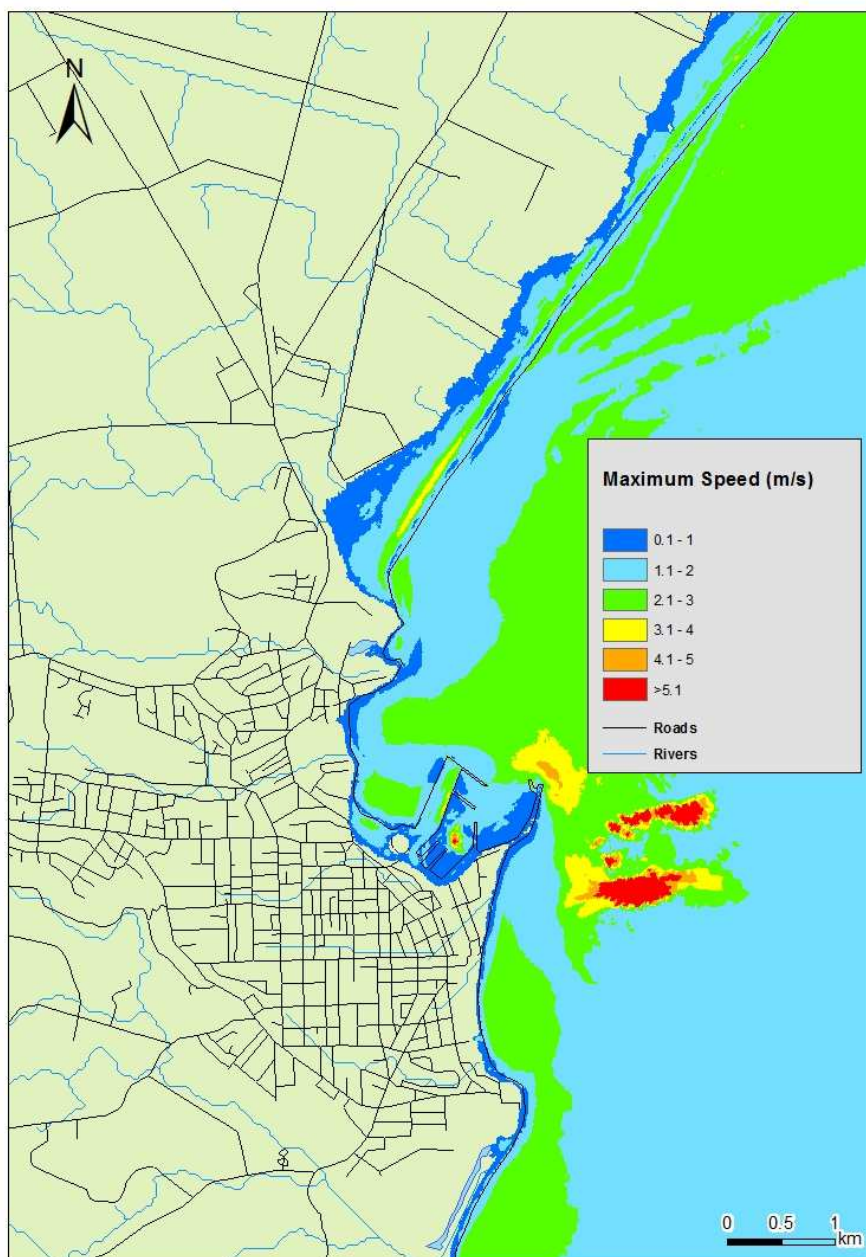 N
Maximum Speed (m/s)
0.1 - 1
1.1 - 2
2.1 - 3
3.1 - 4
4.1 - 5
>5.1
Roads
Rivers
0 0.5 1
km